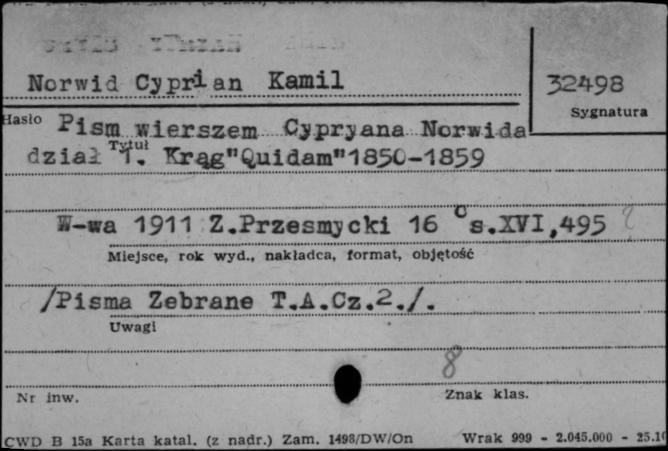 Norwid Cyprian Kamil
32498
Sygnatura
Hasło Pism wierszem Cypryana Norwida
Tytuł
dział 1. Krąg"Quidam"1850-1859
W-wa 1911 Z.Przesmycki 16 ° s.XVI,495
Miejsce, rok wyd., nakładca, format, objętość
/Pisma Zebrane T.A.Cz.2./.
Uwagi
8
Nr inw.
Znak klas.
CWD B 15a Karta katal. (z nadr.) Zam. 1498/DW/On Wrak 999 - 2.045.000 -